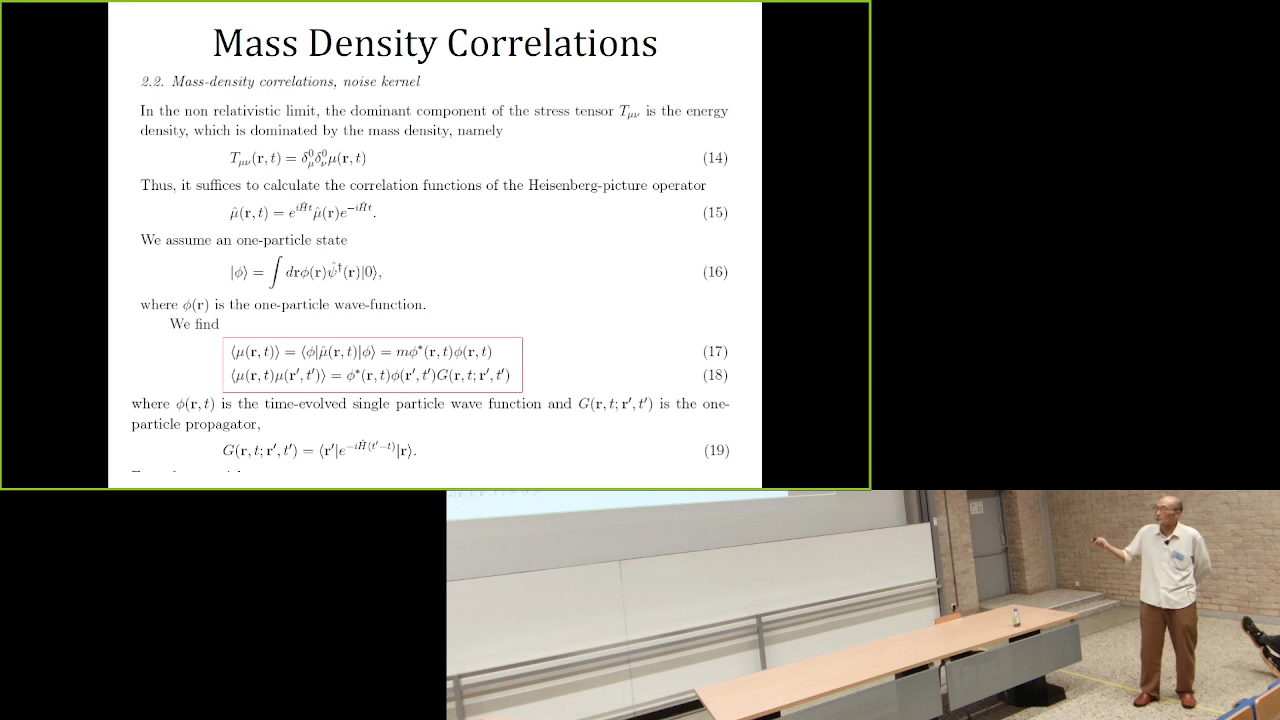 Mass Density Correlations
2.2. Mass-density correlations, noise kernel
In the non relativistic limit, the dominant component of the stress tensor T_{μν} is the energy
density, which is dominated by the mass density, namely
T_{μν}(r, t) = δ^0_μ δ^0_ν μ(r, t) (14)
Thus, it suffices to calculate the correlation functions of the Heisenberg-picture operator
μ̂(r, t) = e^{iĤt} μ̂(r) e^{−iĤt}. (15)
We assume an one-particle state
|ϕ⟩ = ∫ drϕ(r)ψ̂†(r)|0⟩, (16)
where ϕ(r) is the one-particle wave-function.
We find
⟨μ(r, t)⟩ = ⟨ϕ|μ̂(r, t)|ϕ⟩ = mϕ*(r, t)ϕ(r, t) (17)
⟨μ(r, t)μ(r′, t′)⟩ = ϕ*(r, t)ϕ(r′, t′)G(r, t; r′, t′) (18)
where ϕ(r, t) is the time-evolved single particle wave function and G(r, t; r′, t′) is the one-
particle propagator,
G(r, t; r′, t′) = ⟨r′|e^{−iĤ(t′−t)}|r⟩. (19)